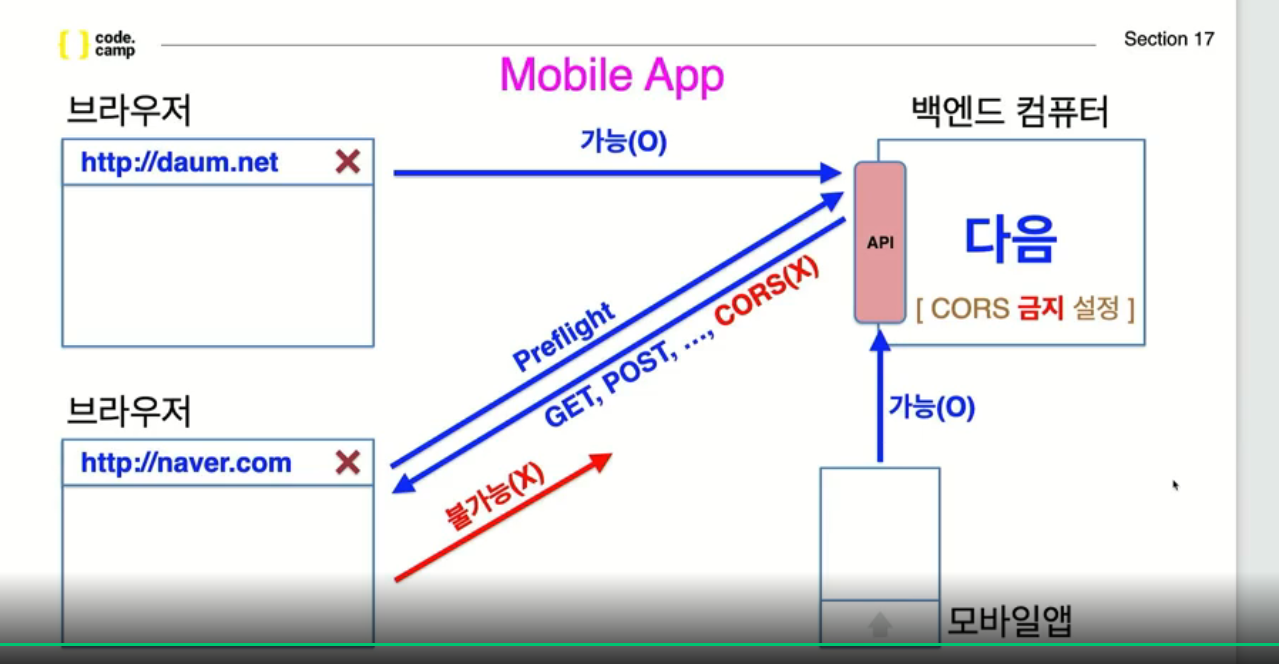 { } code.
camp
Section 17
Mobile App
브라우저
http://daum.net
가능(O)
백엔드 컴퓨터
API
다음
[ CORS 금지 설정 ]
Preflight
GET, POST, ..., CORS(X)
브라우저
http://naver.com
불가능(X)
가능(O)
모바일앱